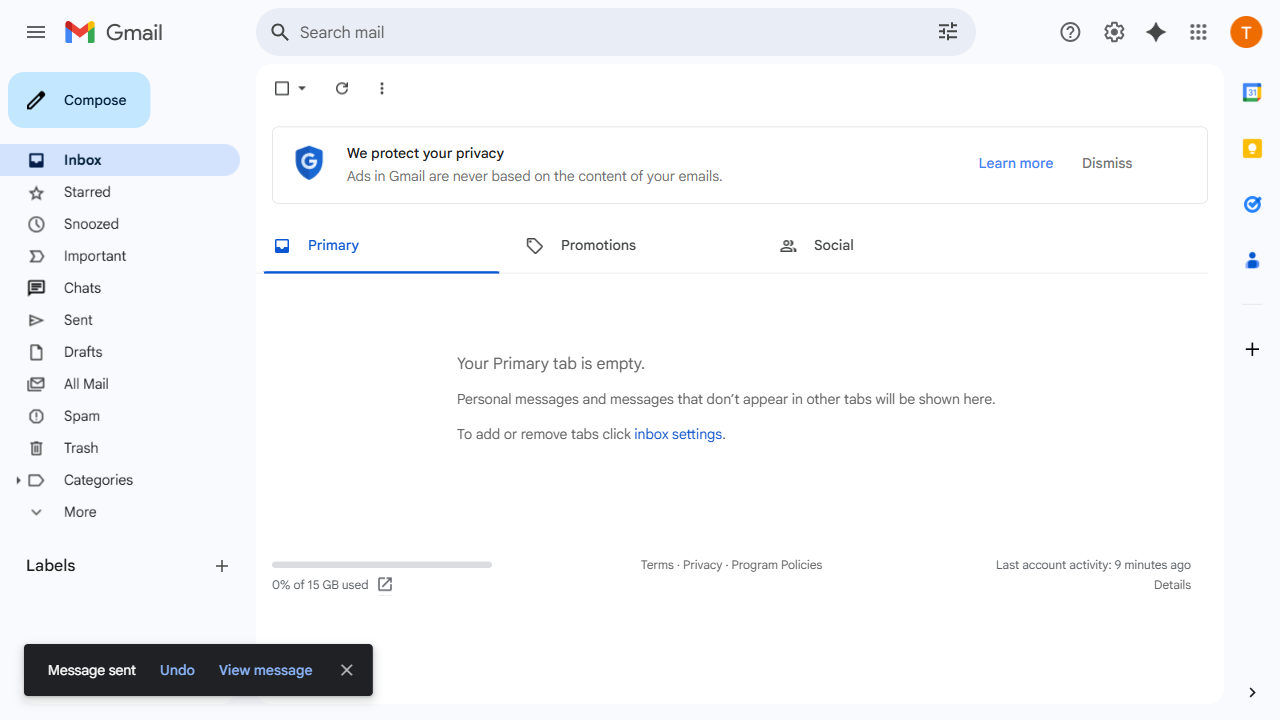 Gmail
Search mail
T
Compose
Inbox
Starred
Snoozed
Important
Chats
Sent
Drafts
All Mail
Spam
Trash
Categories
More
Labels
We protect your privacy
Ads in Gmail are never based on the content of your emails.
Learn more
Dismiss
Primary
Promotions
Social
Your Primary tab is empty.
Personal messages and messages that don’t appear in other tabs will be shown here.
To add or remove tabs click inbox settings.
0% of 15 GB used
Terms · Privacy · Program Policies
Last account activity: 9 minutes ago
Details
31
Message sent Undo View message